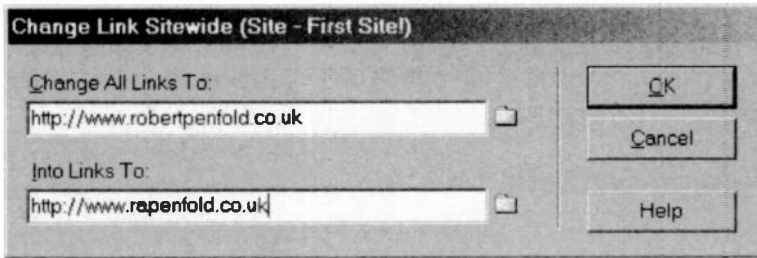 Change Link Sitewide (Site - First Site!)
Change All Links To:
http://www.robertpenfold.co uk
Into Links To:
http://www.rapenfold.co.uk
OK
Cancel
Help